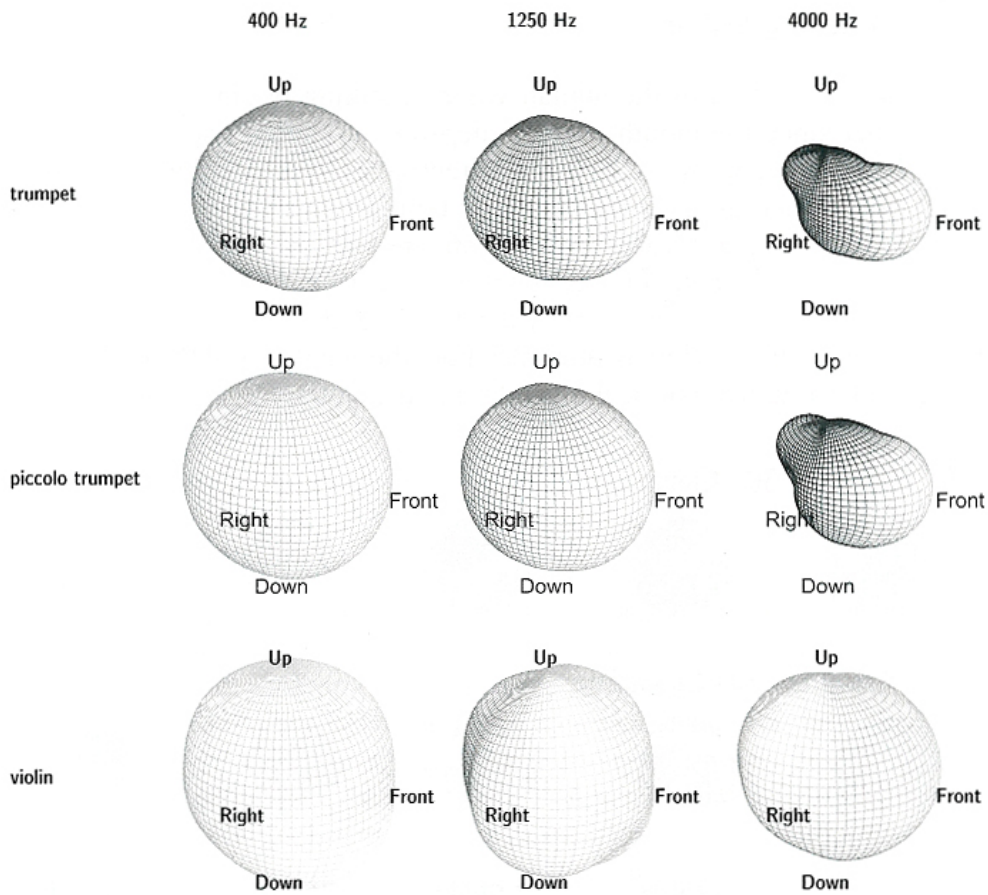 400 Hz 1250 Hz 4000 Hz
Up Up Up
trumpet
Front Front Front
Right Right Right
Down Down Down
Up Up Up
piccolo trumpet
Front Front Front
Right Right Right
Down Down Down
Up Up Up
violin
Front Front Front
Right Right Right
Down Down Down